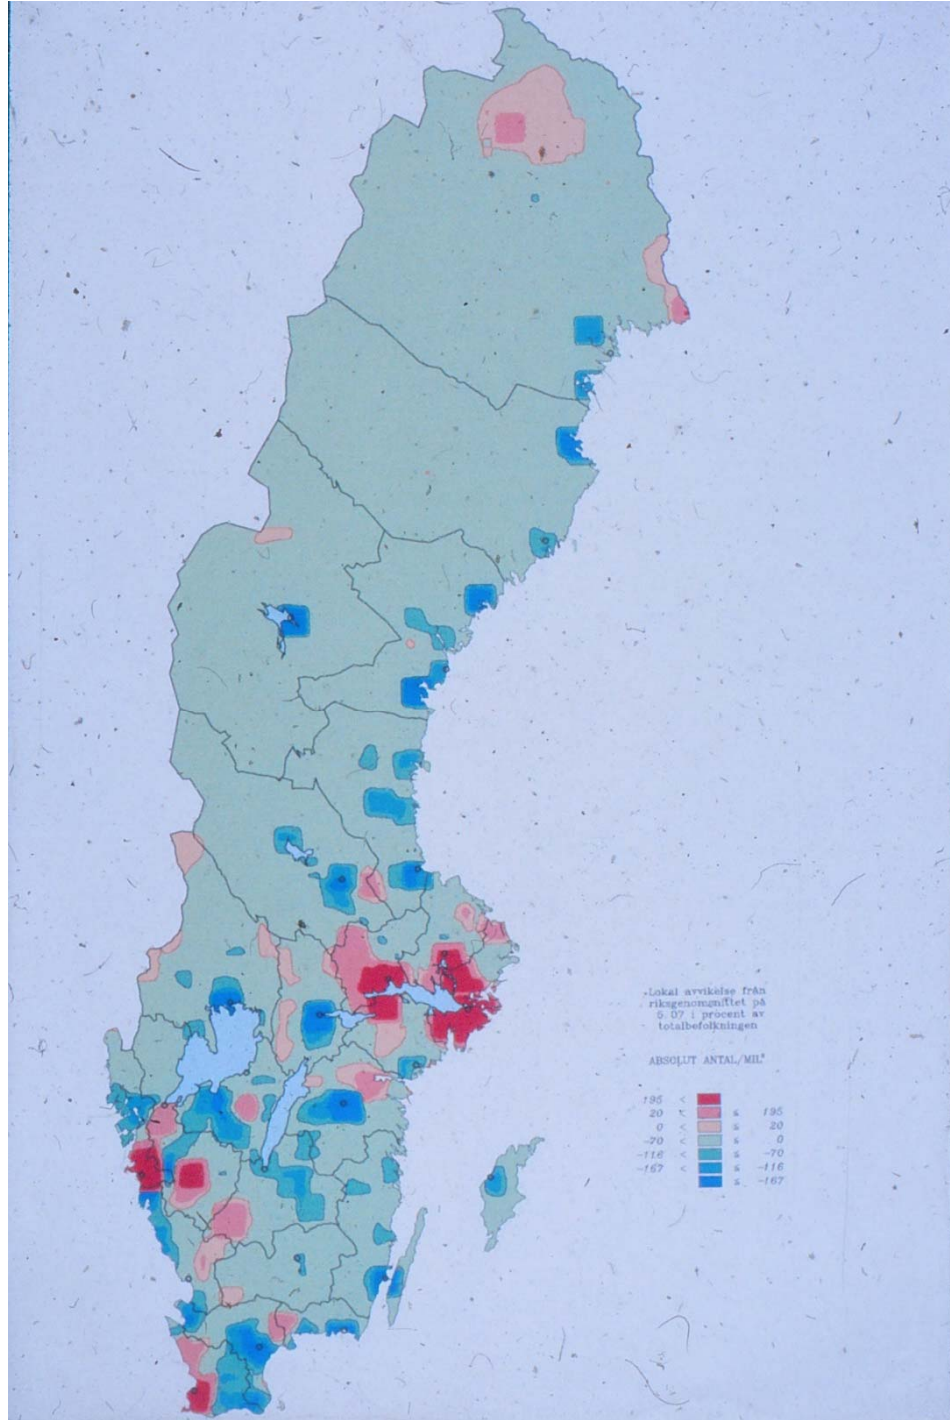 Lokal avvikelse från
riksgenomsnittet på
5.07 i procent av
totalbefolkningen
ABSOLUT ANTAL/MIL²
195 <
20 < ≤ 195
0 < ≤ 20
-70 < ≤ 0
-116 < ≤ -70
-167 < ≤ -116
≤ -167